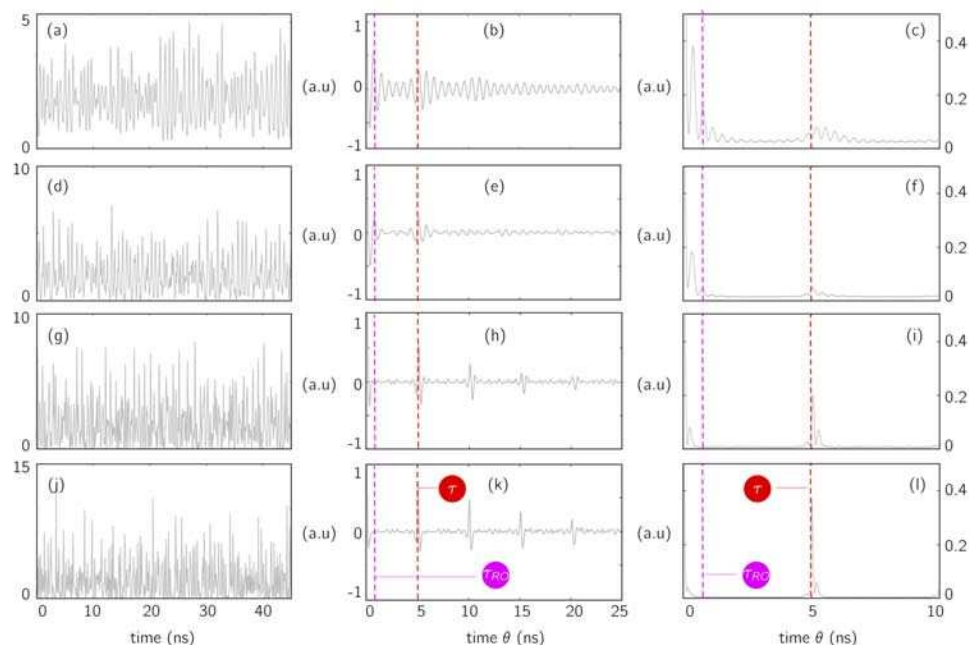 5 (a) 0
1 (b) 0 -1 (a.u)
(c) 0.4 0.2 0 (a.u)
10 (d) 0
1 (e) 0 -1 (a.u)
(f) 0.4 0.2 0 (a.u)
10 (g) 0
1 (h) 0 -1 (a.u)
(i) 0.4 0.2 0 (a.u)
15 (j) 0
1 (k) 0 -1 (a.u) τ τRO
(l) 0.4 0.2 0 (a.u) τ τRO
0 10 20 30 40
0 5 10 15 20 25
0 5 10
time (ns)
time θ (ns)
time θ (ns)